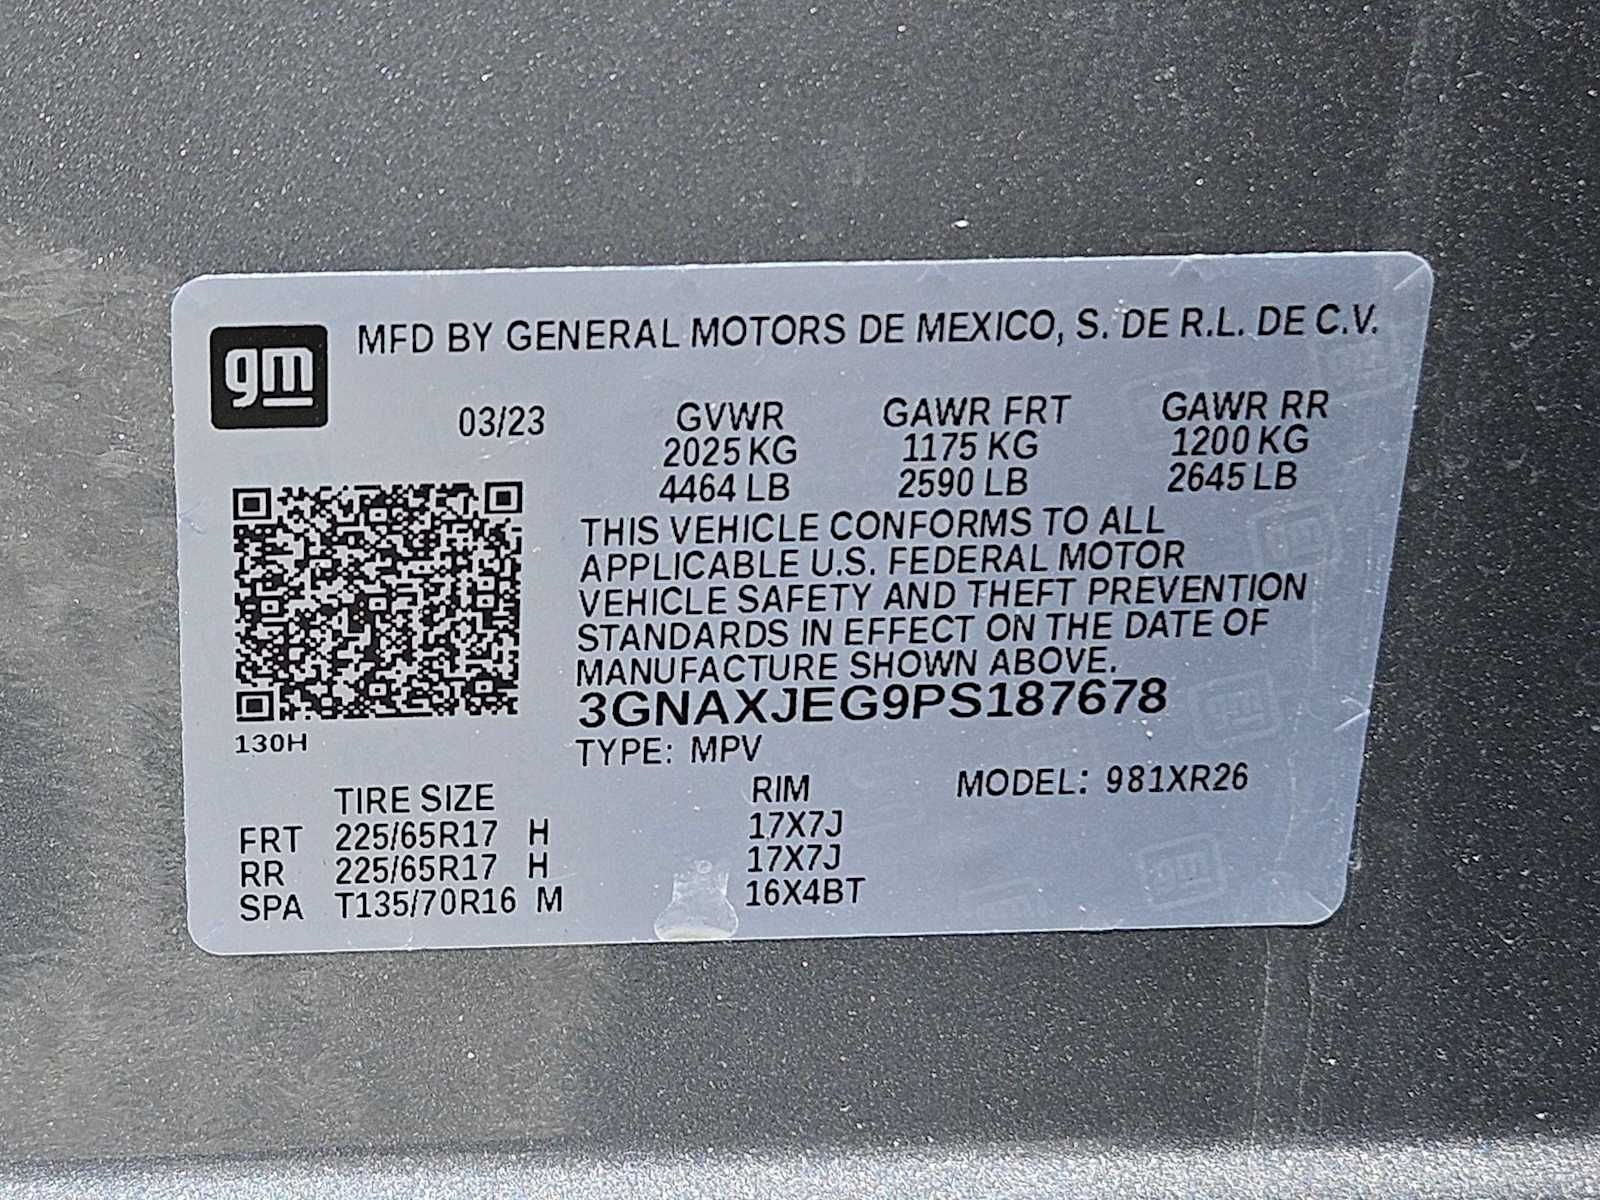 gm
MFD BY GENERAL MOTORS DE MEXICO, S. DE R.L. DE C.V.
03/23 GVWR GAWR FRT GAWR RR
2025 KG 1175 KG 1200 KG
4464 LB 2590 LB 2645 LB
THIS VEHICLE CONFORMS TO ALL
APPLICABLE U.S. FEDERAL MOTOR
VEHICLE SAFETY AND THEFT PREVENTION
STANDARDS IN EFFECT ON THE DATE OF
MANUFACTURE SHOWN ABOVE.
3GNAXJEG9PS187678
130H
TYPE: MPV
TIRE SIZE RIM MODEL: 981XR26
FRT 225/65R17 H 17X7J
RR 225/65R17 H 17X7J
SPA T135/70R16 M 16X4BT